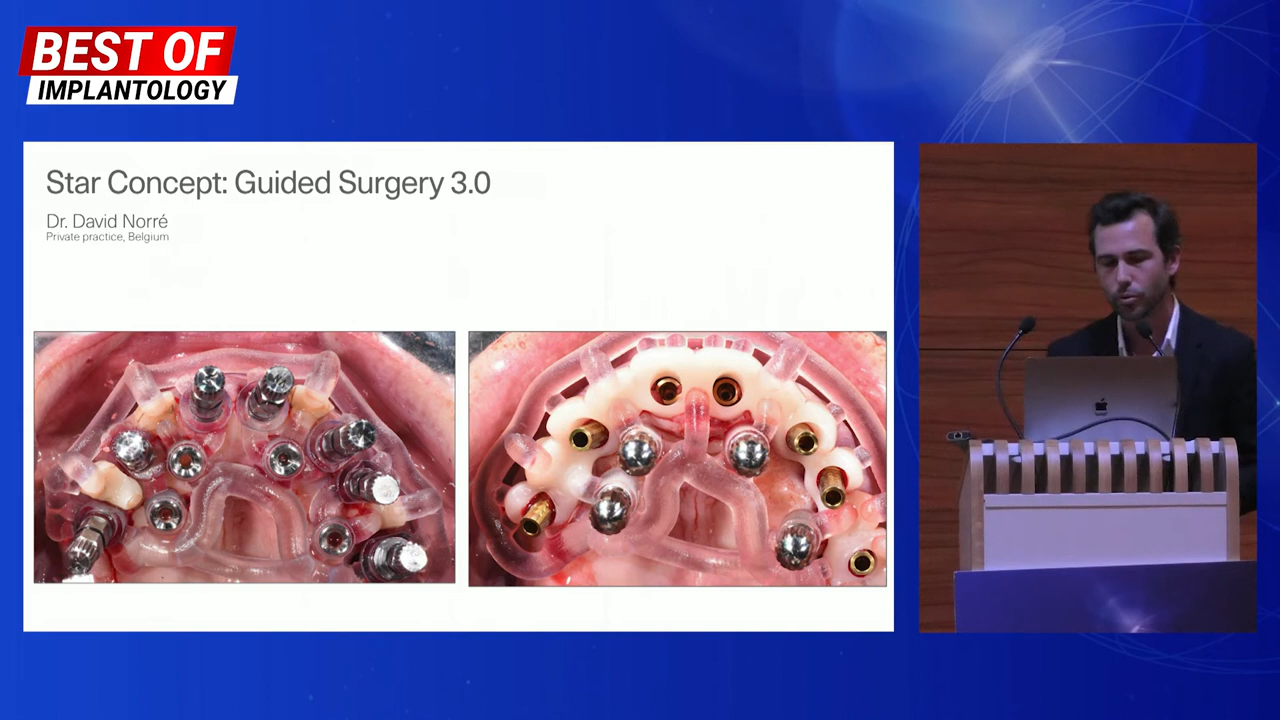 BEST OF
IMPLANTOLOGY
Star Concept: Guided Surgery 3.0
Dr. David Norré
Private practice, Belgium